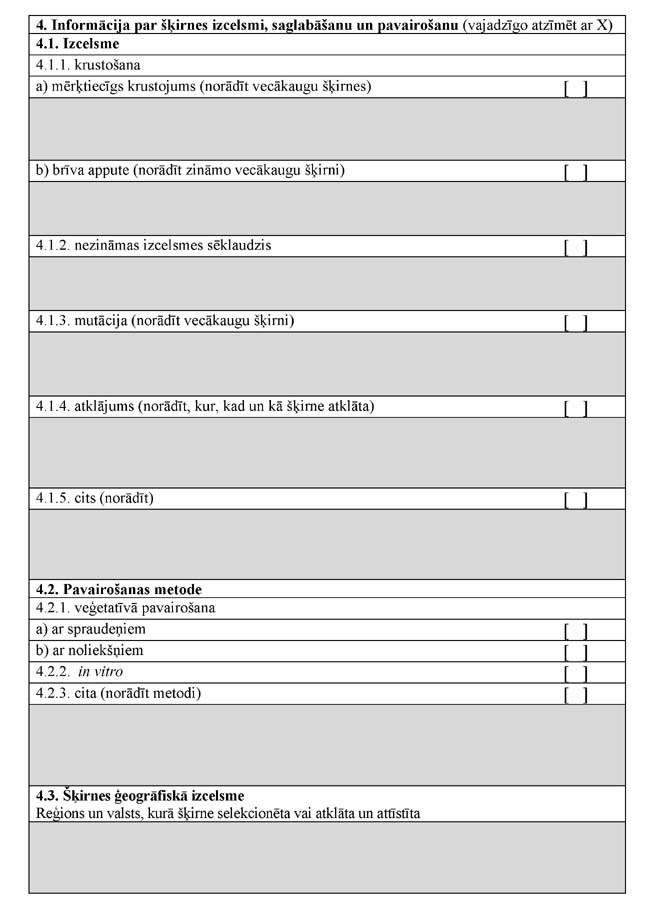 4. Informācija par šķirnes izcelsmi, saglabāšanu un pavairošanu (vajadzīgo atzīmēt ar X)
4.1. Izcelsme
4.1.1. krustošana
a) mērķtiecīgs krustojums (norādīt vecākaugu šķirnes) [ ]
b) brīva appute (norādīt zināmo vecākaugu šķirni) [ ]
4.1.2. nezināmas izcelsmes sēklaudzis [ ]
4.1.3. mutācija (norādīt vecākaugu šķirni) [ ]
4.1.4. atklājums (norādīt, kur, kad un kā šķirne atklāta) [ ]
4.1.5. cits (norādīt) [ ]
4.2. Pavairošanas metode
4.2.1. veģetatīvā pavairošana
a) ar spraudeņiem [ ]
b) ar noliekšņiem [ ]
4.2.2. in vitro [ ]
4.2.3. cita (norādīt metodi) [ ]
4.3. Šķirnes ģeogrāfiskā izcelsme
Reģions un valsts, kurā šķirne selekcionēta vai atklāta un attīstīta